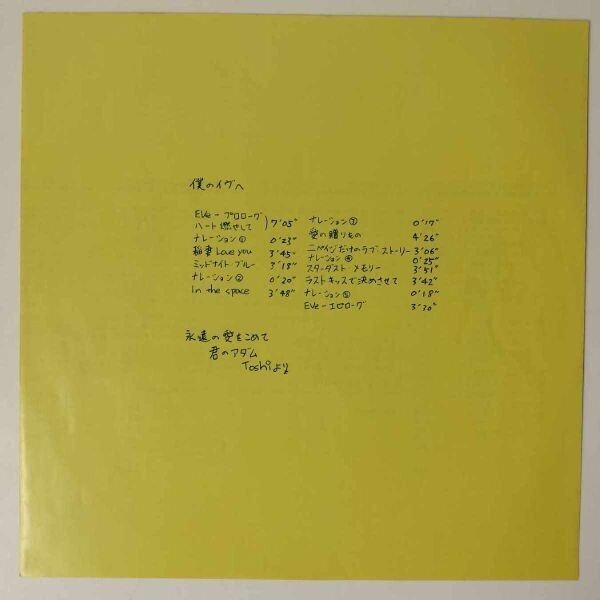 僕のイヴへ
EVe－プロローグ
ハート燃やして ）7'05"
ナレーション① 0'23"
稲妻 Love you 3'45"
ミッドナイト・ブルー 3'18"
ナレーション② 0'20"
In the space 3'48"
ナレーション③ 0'17"
愛の贈りもの 4'26"
二ページだけのラブ・ストーリー 3'06"
ナレーション④ 0'25"
スターダスト・メモリー 3'51"
ラストキッスで決めさせて 3'42"
ナレーション⑤ 0'18"
EVe－エピローグ 3'30"
永遠の愛をこめて
君のアダム
Toshiより